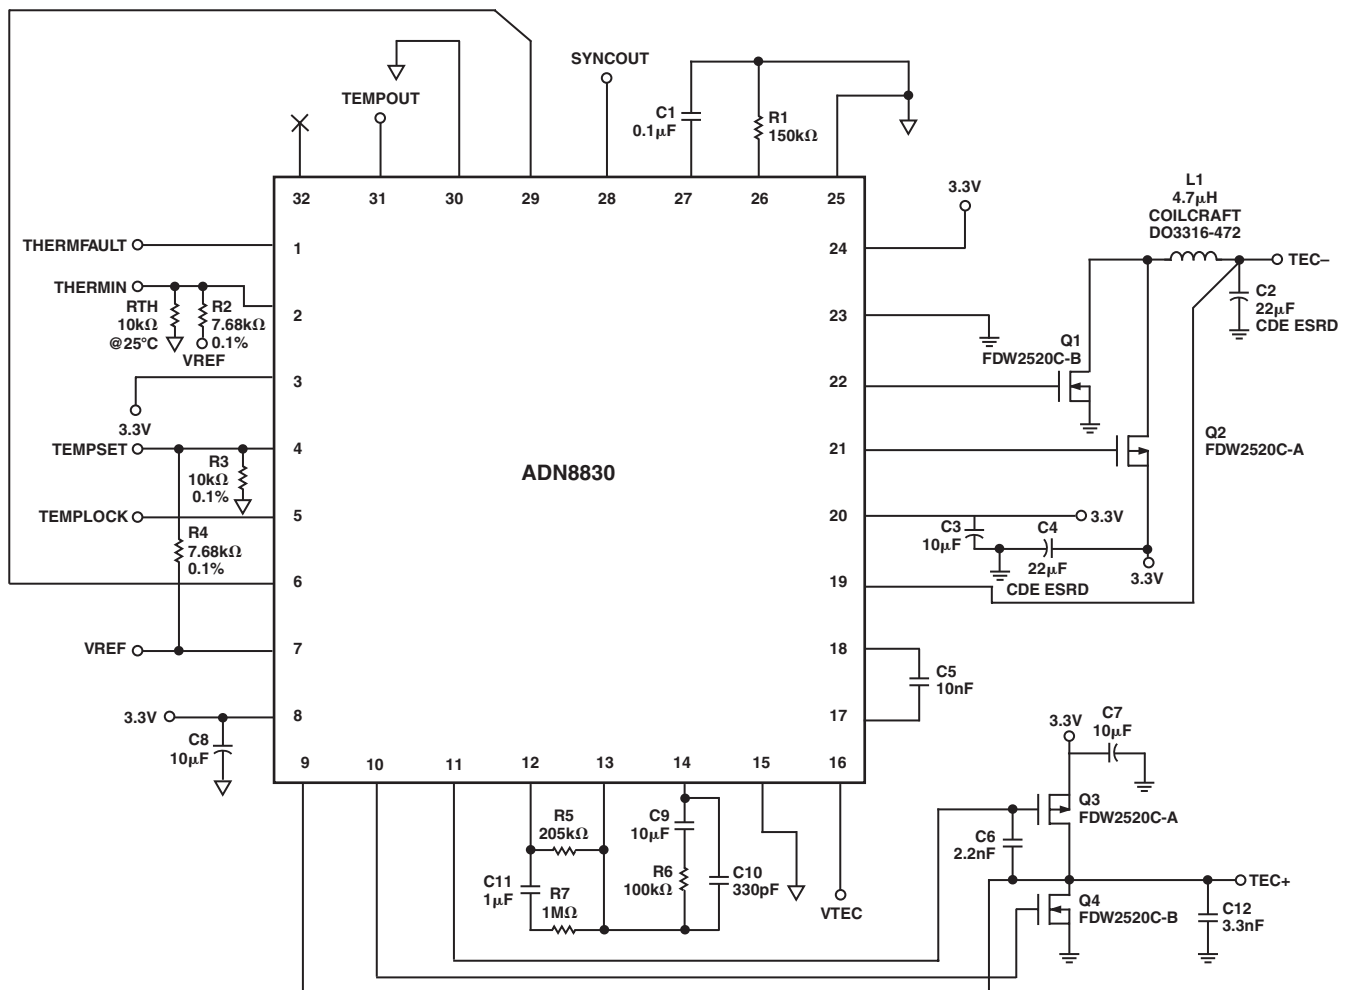 SYNCOUT
TEMPOUT
C1
0.1μF
R1
150kΩ
32
31
30
29
28
27
26
25
3.3V
L1
4.7μH
COILCRAFT
DO3316-472
THERMFAULT
1
24
TEC–
THERMIN
RTH
10kΩ
@25°C
R2
7.68kΩ
0.1%
VREF
2
23
C2
22μF
CDE ESRD
Q1
FDW2520C-B
3
22
3.3V
TEMPSET
4
21
Q2
FDW2520C-A
R3
10kΩ
0.1%
ADN8830
TEMPLOCK
5
20
3.3V
R4
7.68kΩ
0.1%
C3
10μF
C4
22μF
CDE ESRD
3.3V
6
19
VREF
7
18
C5
10nF
3.3V
8
17
C8
10μF
3.3V
C7
10μF
9
10
11
12
13
14
15
16
R5
205kΩ
C9
10μF
Q3
FDW2520C-A
C6
2.2nF
C11
1μF
R7
1MΩ
R6
100kΩ
C10
330pF
VTEC
TEC+
Q4
FDW2520C-B
C12
3.3nF